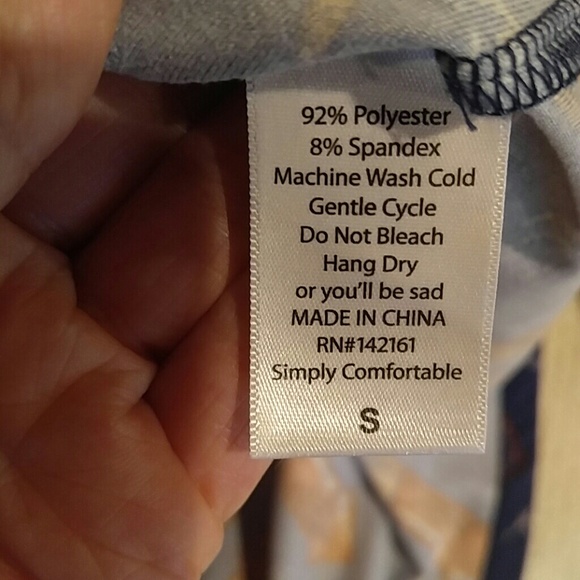 92% Polyester
8% Spandex
Machine Wash Cold
Gentle Cycle
Do Not Bleach
Hang Dry
or you'll be sad
MADE IN CHINA
RN#142161
Simply Comfortable
S